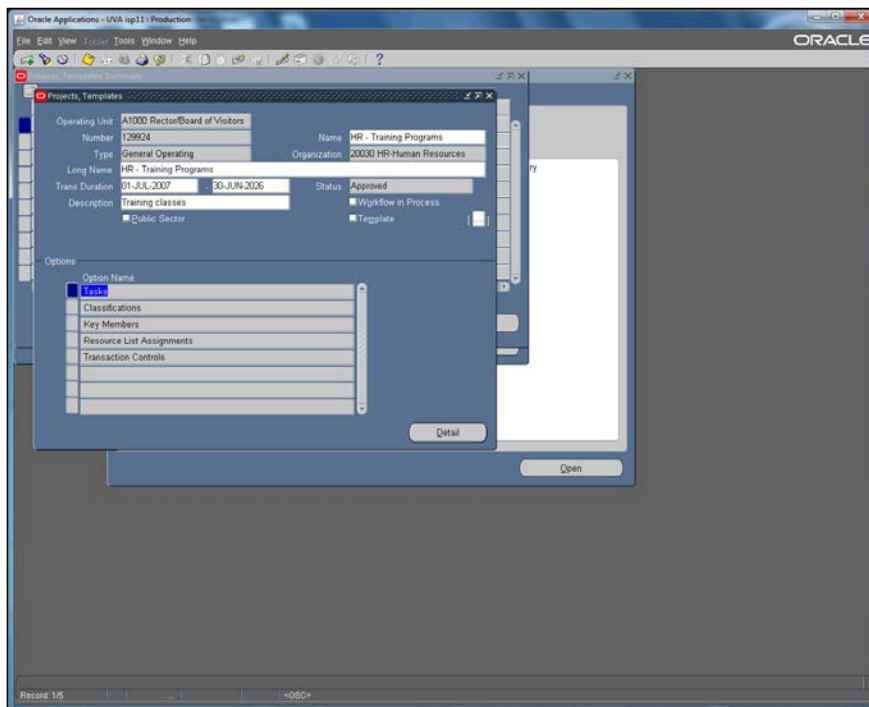 Oracle Applications - UVA isp11 : Production
File Edit View Folder Tools Window Help
ORACLE
Projects, Templates Summary
Projects, Templates
Operating Unit A1000 Rector/Board of Visitors
Number 129924 Name HR - Training Programs
Type General Operating Organization 20030 HR-Human Resources
Long Name HR - Training Programs
Trans Duration 01-JUL-2007 - 30-JUN-2026 Status Approved
Description Training classes Workflow in Process
Public Sector Template [ ]
ry
Options
Option Name
Tasks
Classifications
Key Members
Resource List Assignments
Transaction Controls
Detail
Open
Record: 1/5 ... <OSC>